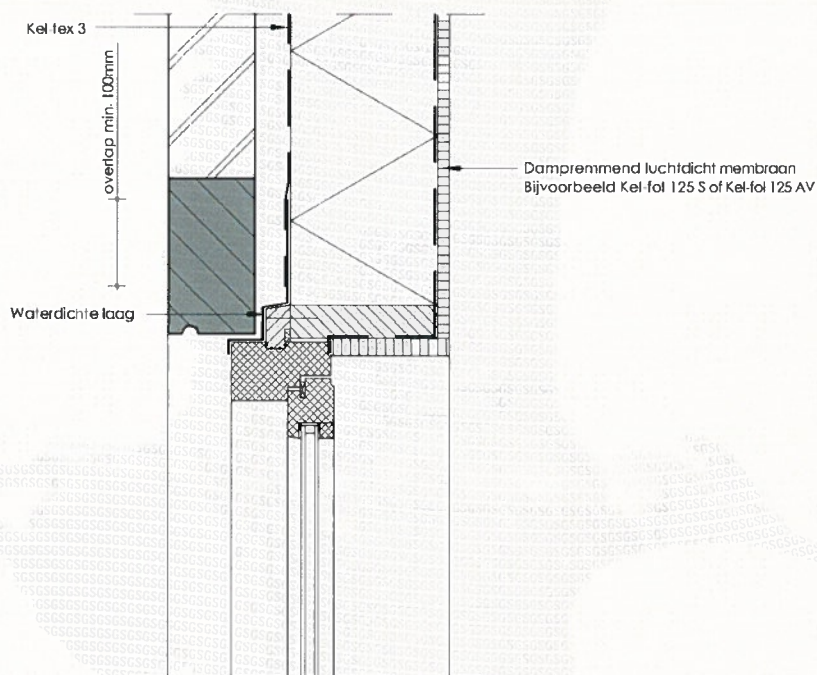 Kel-tex 3
overlap min. 100mm
Dampremmend luchtdicht membraan
Bijvoorbeeld Kel-fol 125 S of Kel-fol 125 AV
Waterdichte laag